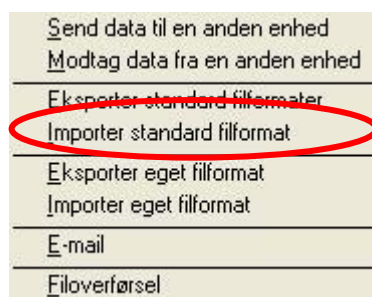 Send data til en anden enhed
Modtag data fra en anden enhed
Eksporter standard filformater
Importer standard filformat
Eksporter eget filformat
Importer eget filformat
E-mail
Filoverførsel